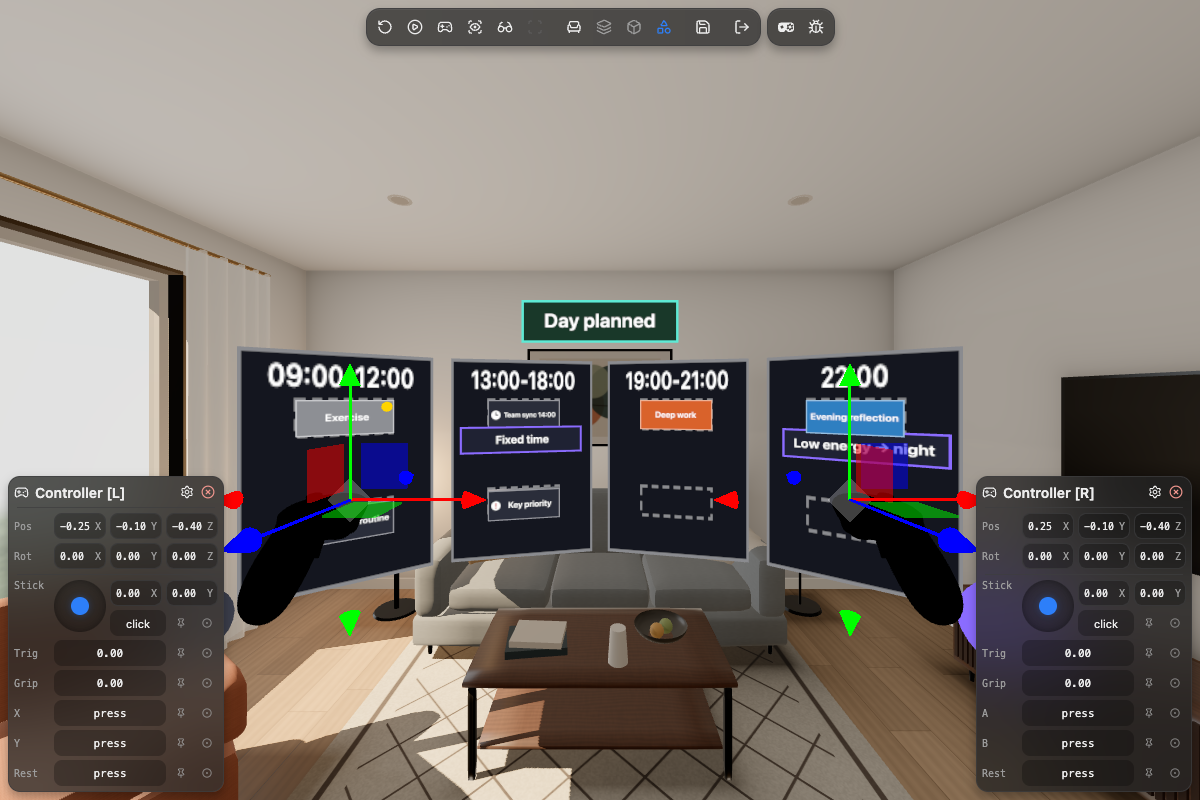 Day planned
09:00-12:00
Exercise
routine
13:00-18:00
Team sync 14:00
Fixed time
Key priority
19:00-21:00
Deep work
22:00
Evening reflection
Low energy → night
Controller [L]
Pos -0.25 X -0.10 Y -0.40 Z
Rot 0.00 X 0.00 Y 0.00 Z
Stick 0.00 X 0.00 Y
click
Trig 0.00
Grip 0.00
X press
Y press
Rest press
Controller [R]
Pos 0.25 X -0.10 Y -0.40 Z
Rot 0.00 X 0.00 Y 0.00 Z
Stick 0.00 X 0.00 Y
click
Trig 0.00
Grip 0.00
A press
B press
Rest press